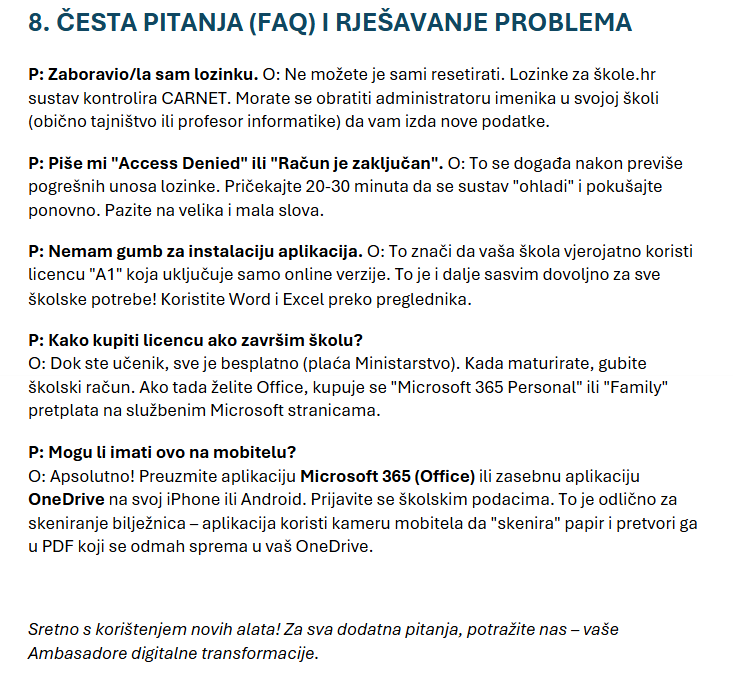 8. ČESTA PITANJA (FAQ) I RJEŠAVANJE PROBLEMA
P: Zaboravio/la sam lozinku. O: Ne možete je sami resetirati. Lozinke za škole.hr
sustav kontrolira CARNET. Morate se obratiti administratoru imenika u svojoj školi
(obično tajništvo ili profesor informatike) da vam izda nove podatke.
P: Piše mi "Access Denied" ili "Račun je zaključan". O: To se događa nakon previše
pogrešnih unosa lozinke. Pričekajte 20-30 minuta da se sustav "ohladi" i pokušajte
ponovno. Pazite na velika i mala slova.
P: Nemam gumb za instalaciju aplikacija. O: To znači da vaša škola vjerojatno koristi
licencu "A1" koja uključuje samo online verzije. To je i dalje sasvim dovoljno za sve
školske potrebe! Koristite Word i Excel preko preglednika.
P: Kako kupiti licencu ako završim školu?
O: Dok ste učenik, sve je besplatno (plaća Ministarstvo). Kada maturirate, gubite
školski račun. Ako tada želite Office, kupuje se "Microsoft 365 Personal" ili "Family"
pretplata na službenim Microsoft stranicama.
P: Mogu li imati ovo na mobitelu?
O: Apsolutno! Preuzmite aplikaciju Microsoft 365 (Office) ili zasebnu aplikaciju
OneDrive na svoj iPhone ili Android. Prijavite se školskim podacima. To je odlično za
skeniranje bilježnica – aplikacija koristi kameru mobitela da "skenira" papir i pretvori ga
u PDF koji se odmah sprema u vaš OneDrive.
Sretno s korištenjem novih alata! Za sva dodatna pitanja, potražite nas – vaše
Ambasadore digitalne transformacije.